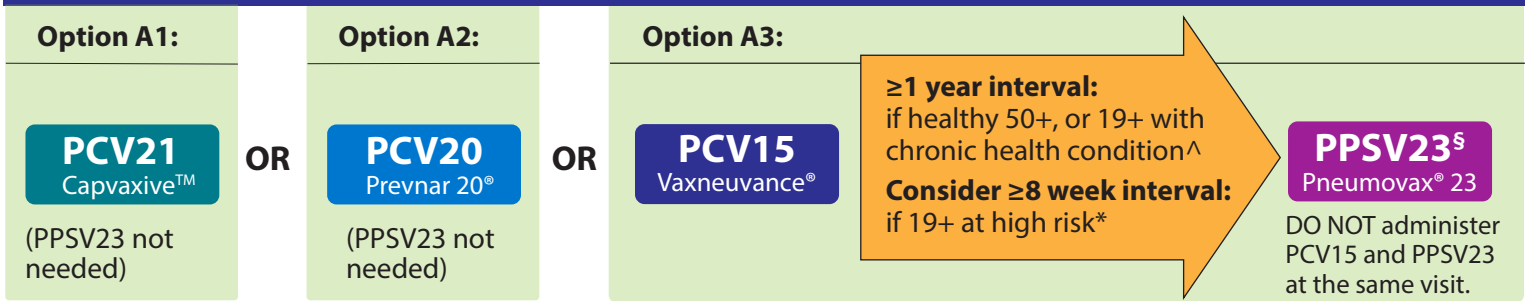 Option A1:
PCV21
Capvaxive™
(PPSV23 not
needed)
OR
Option A2:
PCV20
Prevnar 20®
(PPSV23 not
needed)
OR
Option A3:
PCV15
Vaxneuvance®
≥1 year interval:
if healthy 50+, or 19+ with
chronic health condition^
Consider ≥8 week interval:
if 19+ at high risk*
PPSV23§
Pneumovax® 23
DO NOT administer
PCV15 and PPSV23
at the same visit.